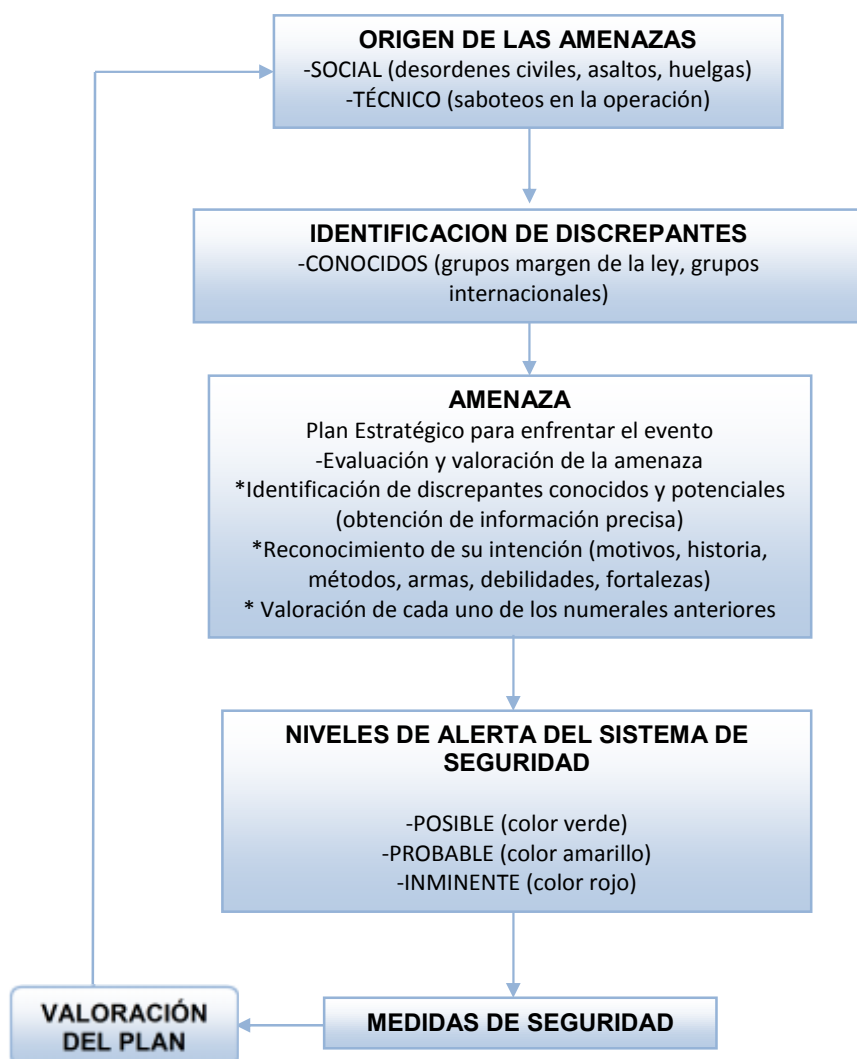 ORIGEN DE LAS AMENAZAS
-SOCIAL (desordenes civiles, asaltos, huelgas)
-TÉCNICO (saboteos en la operación)
IDENTIFICACION DE DISCREPANTES
-CONOCIDOS (grupos margen de la ley, grupos
internacionales)
AMENAZA
Plan Estratégico para enfrentar el evento
-Evaluación y valoración de la amenaza
*Identificación de discrepantes conocidos y potenciales
(obtención de información precisa)
*Reconocimiento de su intención (motivos, historia,
métodos, armas, debilidades, fortalezas)
* Valoración de cada uno de los numerales anteriores
NIVELES DE ALERTA DEL SISTEMA DE
SEGURIDAD
-POSIBLE (color verde)
-PROBABLE (color amarillo)
-INMINENTE (color rojo)
MEDIDAS DE SEGURIDAD
VALORACIÓN
DEL PLAN